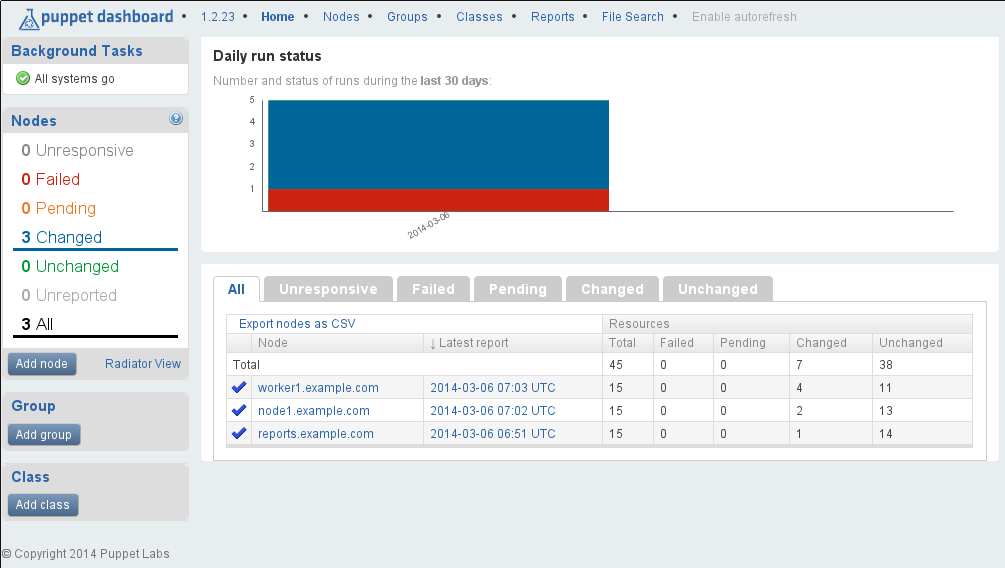 puppet dashboard • 1.2.23 • Home • Nodes • Groups • Classes • Reports • File Search • Enable autorefresh
Background Tasks
All systems go
Nodes
0 Unresponsive
0 Failed
0 Pending
3 Changed
0 Unchanged
0 Unreported
3 All
Add node Radiator View
Group
Add group
Class
Add class
© Copyright 2014 Puppet Labs
Daily run status
Number and status of runs during the last 30 days:
5
4
3
2
1
2014-03-06
All Unresponsive Failed Pending Changed Unchanged
Export nodes as CSV Resources
Node ↓ Latest report Total Failed Pending Changed Unchanged
Total 45 0 0 7 38
worker1.example.com 2014-03-06 07:03 UTC 15 0 0 4 11
node1.example.com 2014-03-06 07:02 UTC 15 0 0 2 13
reports.example.com 2014-03-06 06:51 UTC 15 0 0 1 14